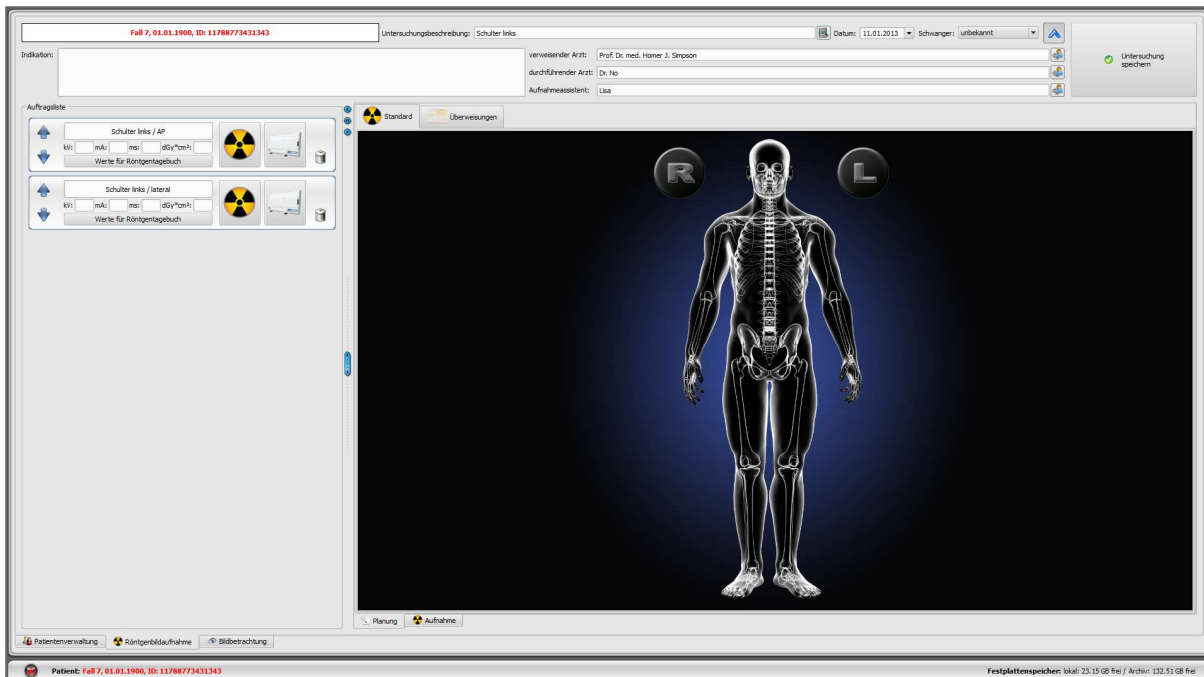 Fall 7, 01.01.1900, ID: 11788773431343
Untersuchungsbeschreibung: Schulter links
Datum: 11.01.2013
Schwanger: unbekannt
Indikation:
verweisender Arzt: Prof. Dr. med. Homer J. Simpson
durchführender Arzt: Dr. No
Aufnahmeassistent: Lisa
Untersuchung
speichern
Auftragsliste
Schulter links / AP
kV: mA: ms: dGy*cm²:
Werte für Röntgentagebuch
Schulter links / lateral
kV: mA: ms: dGy*cm²:
Werte für Röntgentagebuch
Standard
Überweisungen
R L
Planung Aufnahme
Patientenverwaltung Röntgenbildaufnahme Bildbetrachtung
Patient: Fall 7, 01.01.1900, ID: 11788773431343
Festplattenspeicher: lokal: 23.15 GB frei / Archiv: 132.51 GB frei